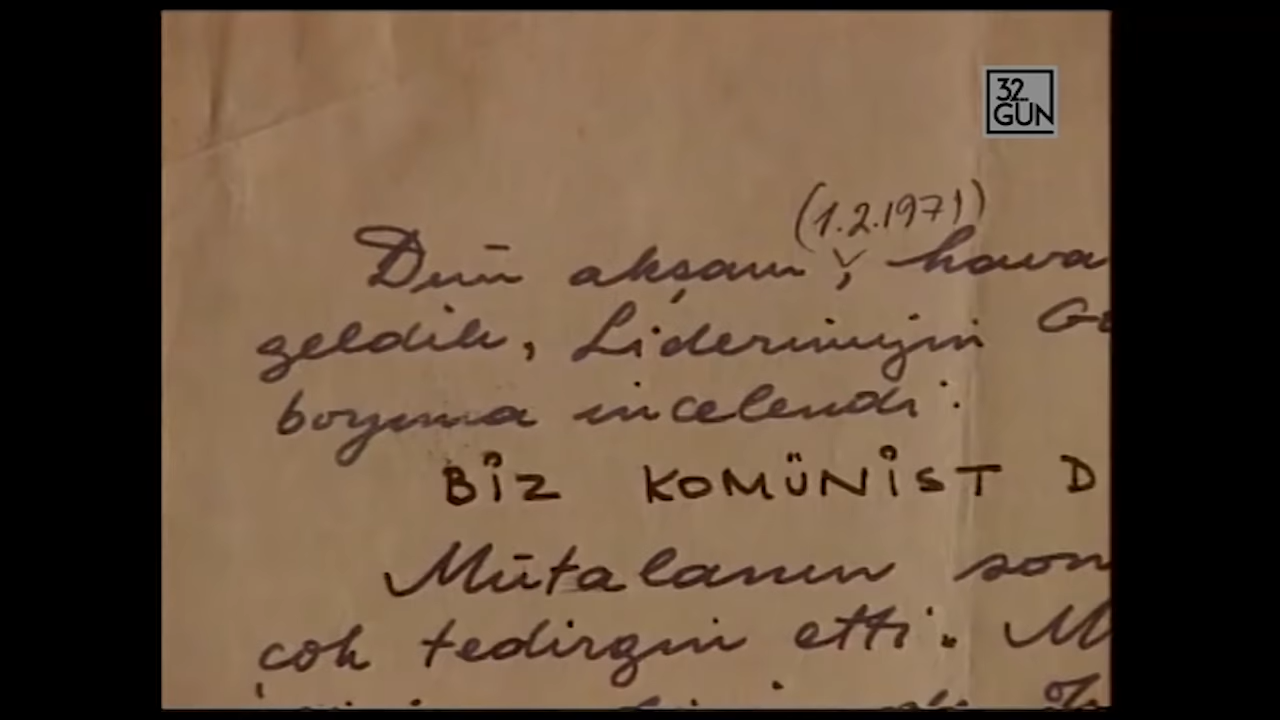 32.
GÜN
(1.2.1971)
Dün akşam, hava
geldik, Liderimizin
boyuna incelendi.
BİZ KOMÜNİST D
Mütalanın son
çok tedirgin etti. M